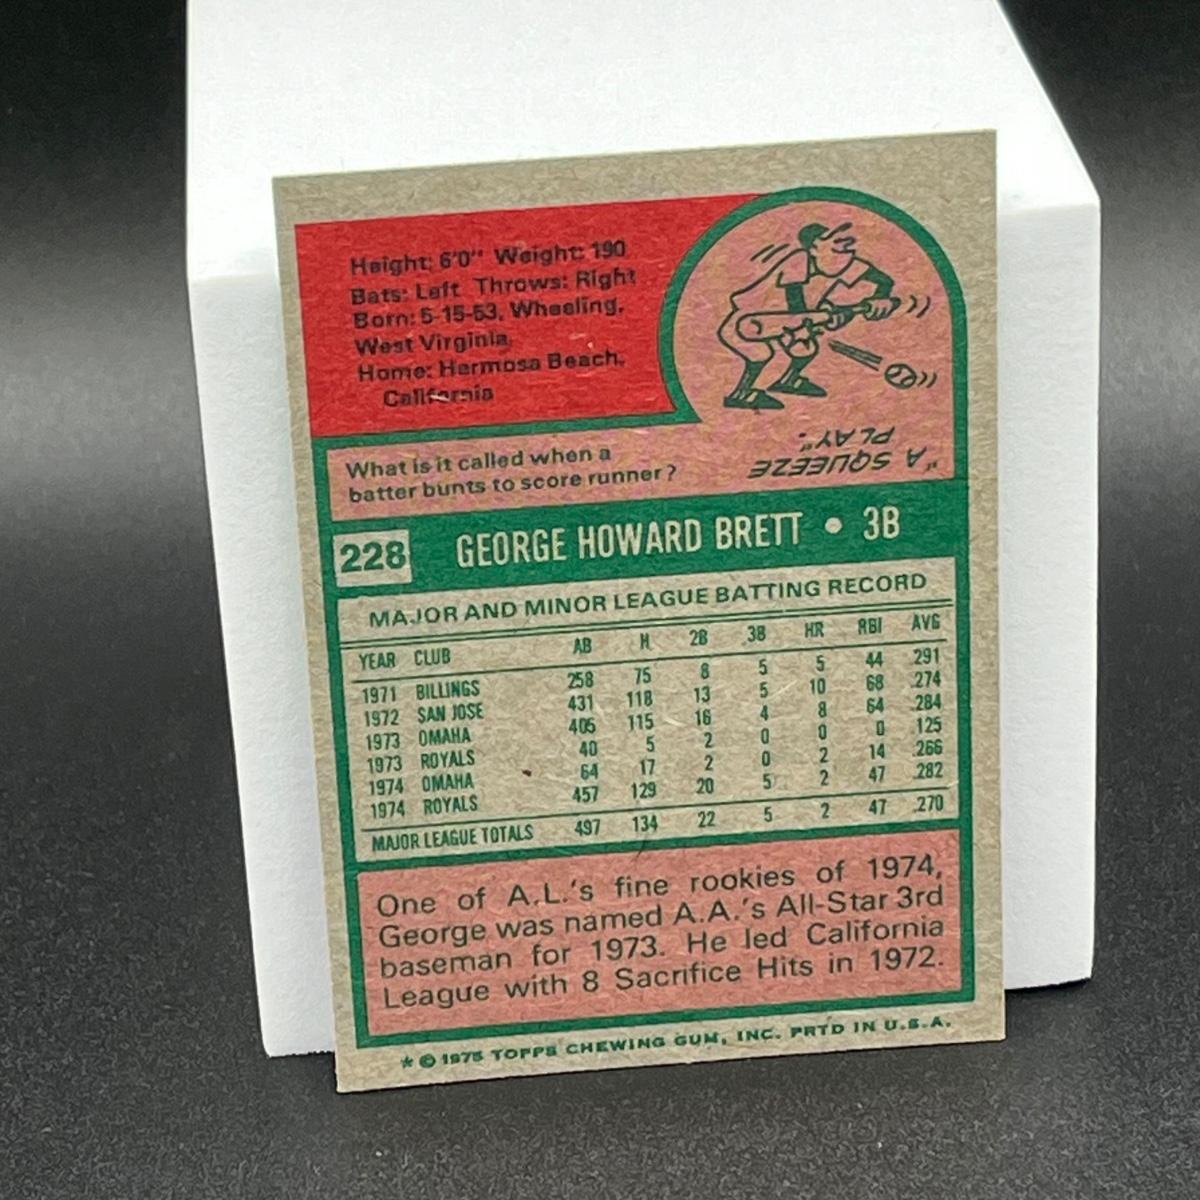 Height: 6'0" Weight: 190
Bats: Left Throws: Right
Born: 5-15-53, Wheeling,
West Virginia
Home: Hermosa Beach,
California
What is it called when a
batter bunts to score runner?
"A SQUEEZE
PLAY".
228 GEORGE HOWARD BRETT • 3B
MAJOR AND MINOR LEAGUE BATTING RECORD
YEAR CLUB AB H 2B 3B HR RBI AVG
1971 BILLINGS 258 75 8 5 5 44 .291
1972 SAN JOSE 431 118 13 5 10 68 .274
1973 OMAHA 405 115 16 4 8 64 .284
1973 ROYALS 40 5 2 0 0 0 .125
1974 OMAHA 64 17 2 0 2 14 .266
1974 ROYALS 457 129 20 5 2 47 .282
MAJOR LEAGUE TOTALS 497 134 22 5 2 47 .270
One of A.L.'s fine rookies of 1974,
George was named A.A.'s All-Star 3rd
baseman for 1973. He led California
League with 8 Sacrifice Hits in 1972.
* © 1975 TOPPS CHEWING GUM, INC. PRTD IN U.S.A.